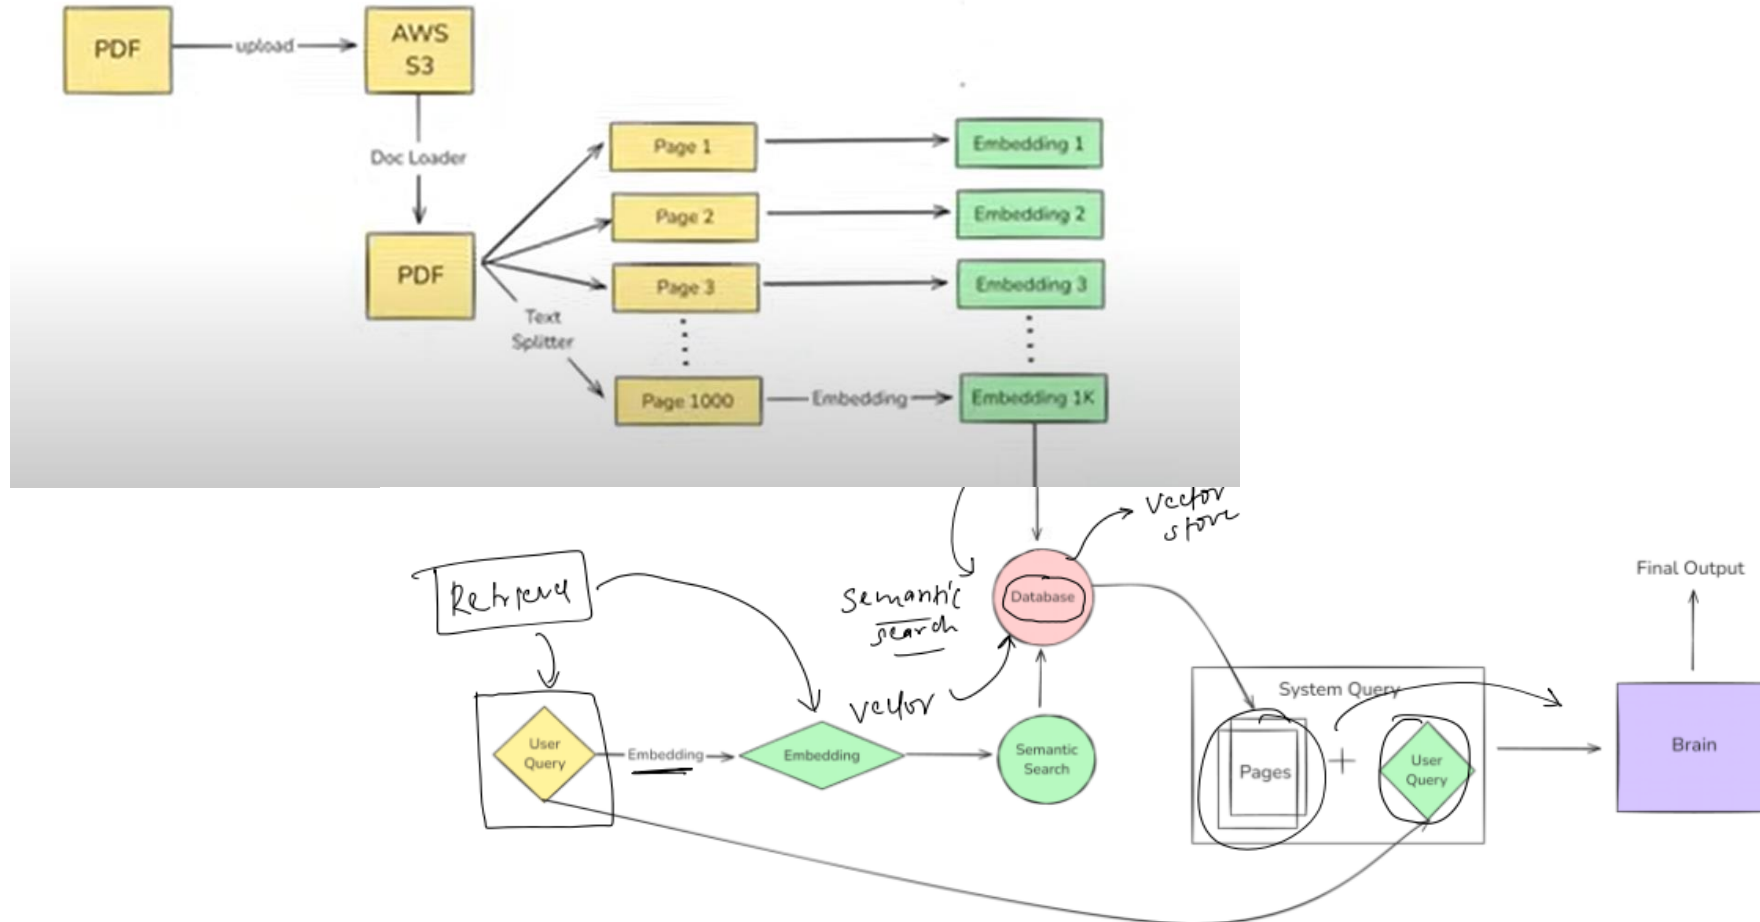 PDF
upload
AWS
S3
Doc Loader
PDF
Text
Splitter
Page 1
Page 2
Page 3
Page 1000
Embedding
Embedding 1
Embedding 2
Embedding 3
Embedding 1K
vector
store
Retrieve
semantic
search
Database
vector
User
Query
Embedding
Embedding
Semantic
Search
System Query
Pages
+
User
Query
Brain
Final Output